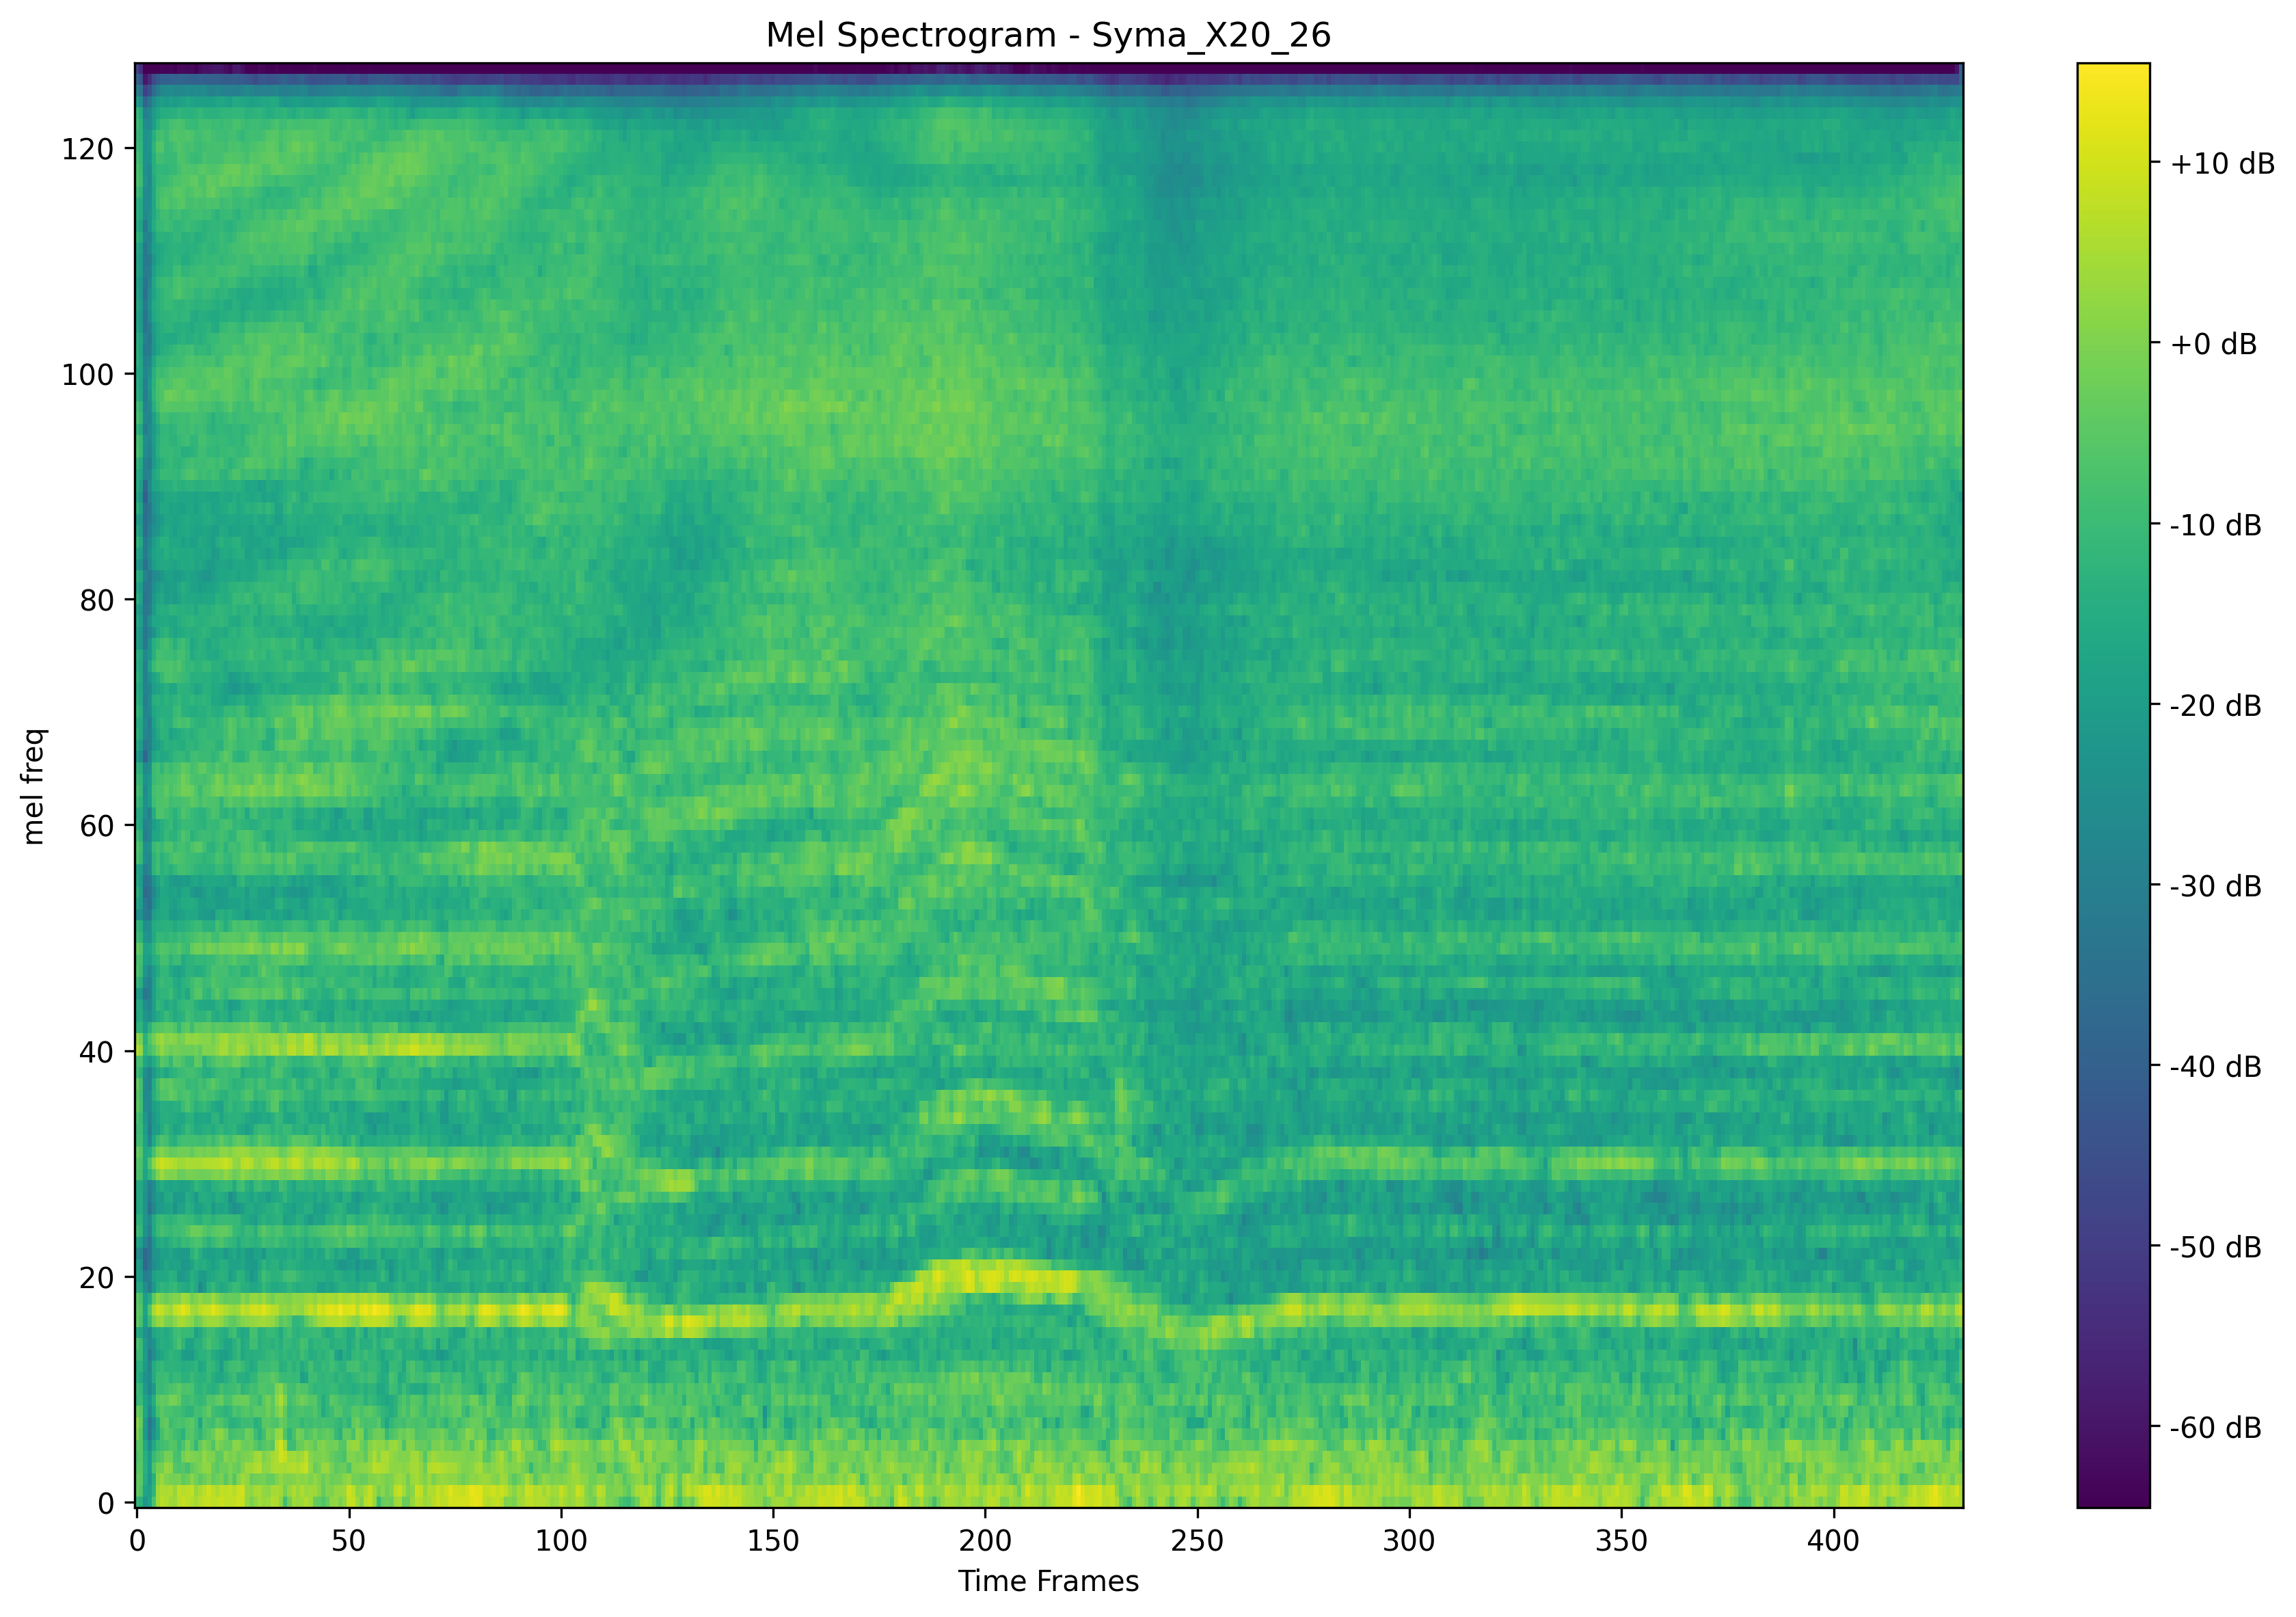 Mel Spectrogram - Syma_X20_26
mel freq
120
100
80
60
40
20
0
0 50 100 150 200 250 300 350 400
Time Frames
+10 dB
+0 dB
-10 dB
-20 dB
-30 dB
-40 dB
-50 dB
-60 dB